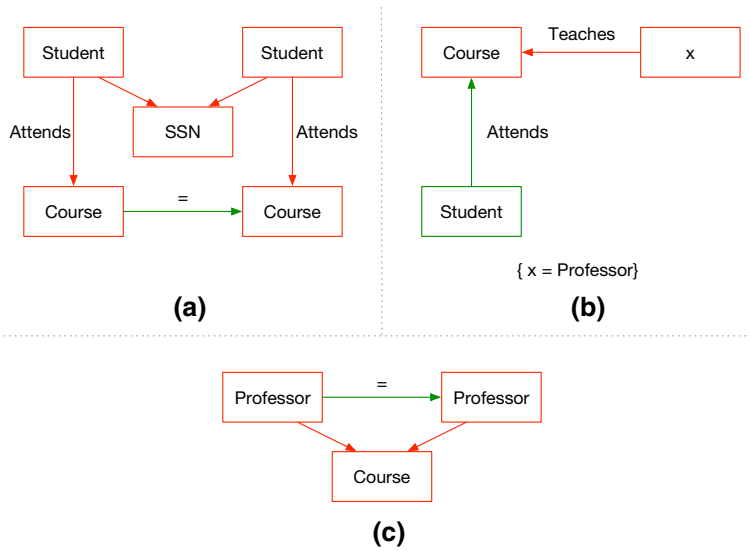 Student
Student
SSN
Attends
Attends
Course
=
Course
(a)
Course
Teaches
x
Attends
Student
{ x = Professor}
(b)
Professor
=
Professor
Course
(c)